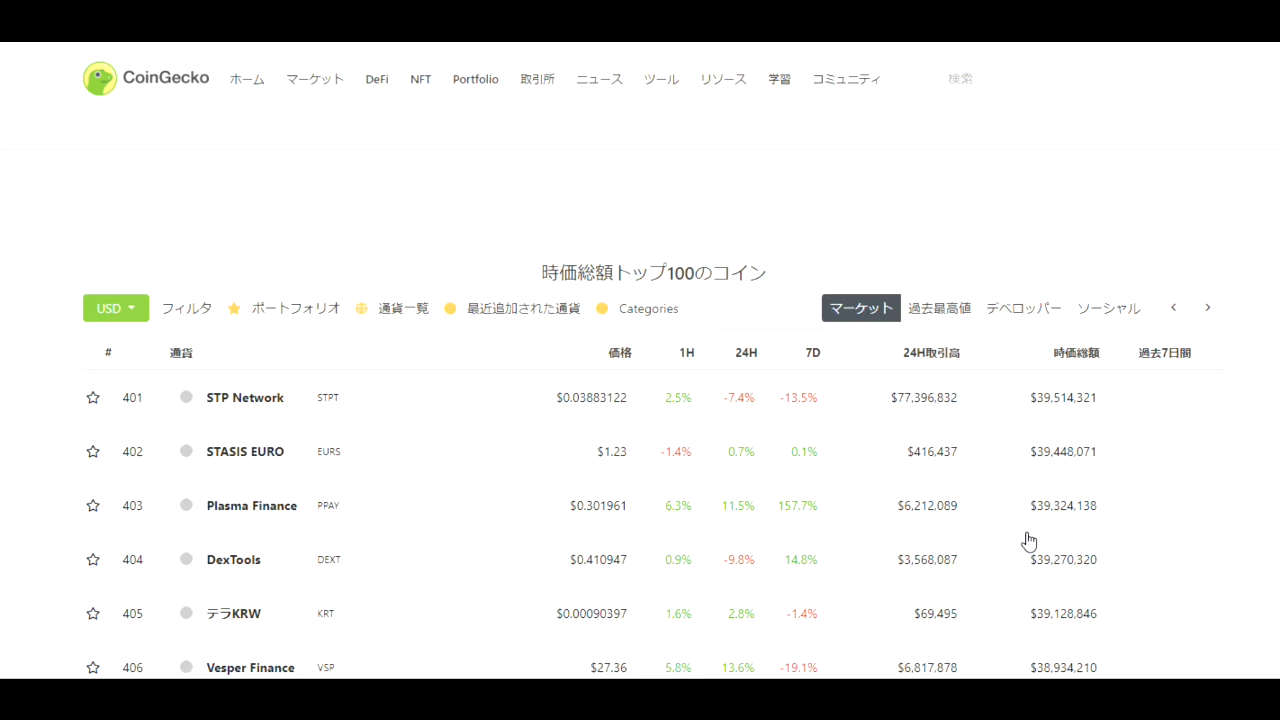 CoinGecko ホーム マーケット DeFi NFT Portfolio 取引所 ニュース ツール リソース 学習 コミュニティ 検索
時価総額トップ100のコイン
USD フィルタ ポートフォリオ 通貨一覧 最近追加された通貨 Categories マーケット 過去最高値 デベロッパー ソーシャル
# 通貨 価格 1H 24H 7D 24H取引高 時価総額 過去7日間
401 STP Network STPT $0.03883122 2.5% -7.4% -13.5% $77,396,832 $39,514,321
402 STASIS EURO EURS $1.23 -1.4% 0.7% 0.1% $416,437 $39,448,071
403 Plasma Finance PPAY $0.301961 6.3% 11.5% 157.7% $6,212,089 $39,324,138
404 DexTools DEXT $0.410947 0.9% -9.8% 14.8% $3,568,087 $39,270,320
405 テラKRW KRT $0.00090397 1.6% 2.8% -1.4% $69,495 $39,128,846
406 Vesper Finance VSP $27.36 5.8% 13.6% -19.1% $6,817,878 $38,934,210